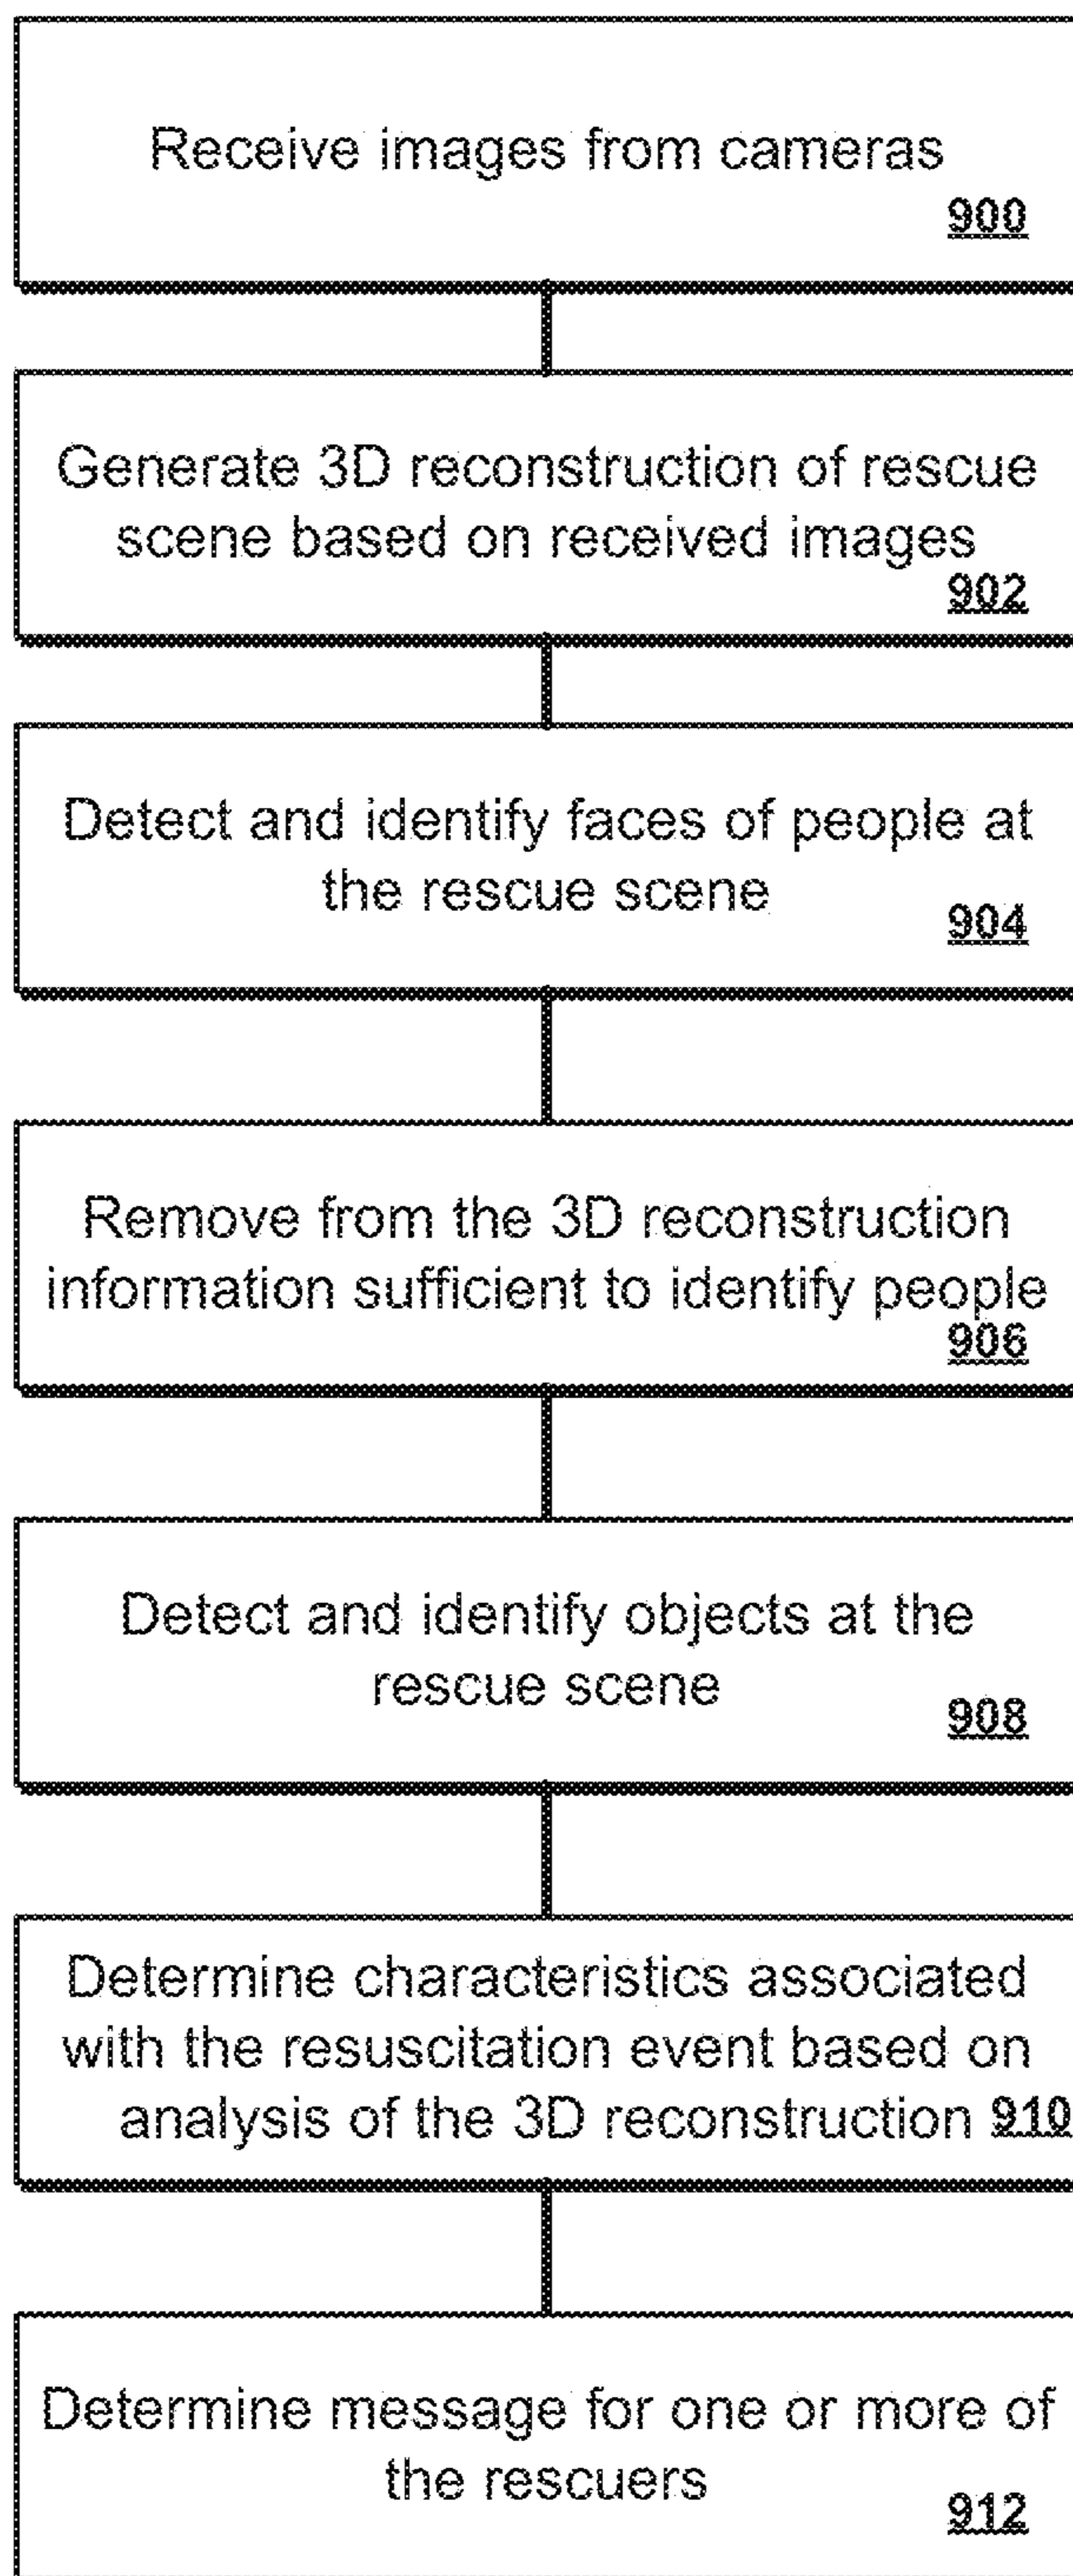 Receive images from cameras
900
Generate 3D reconstruction of rescue
scene based on received images
902
Detect and identify faces of people at
the rescue scene
904
Remove from the 3D reconstruction
information sufficient to identify people
906
Detect and identify objects at the
rescue scene
908
Determine characteristics associated
with the resuscitation event based on
analysis of the 3D reconstruction 910
Determine message for one or more of
the rescuers
912